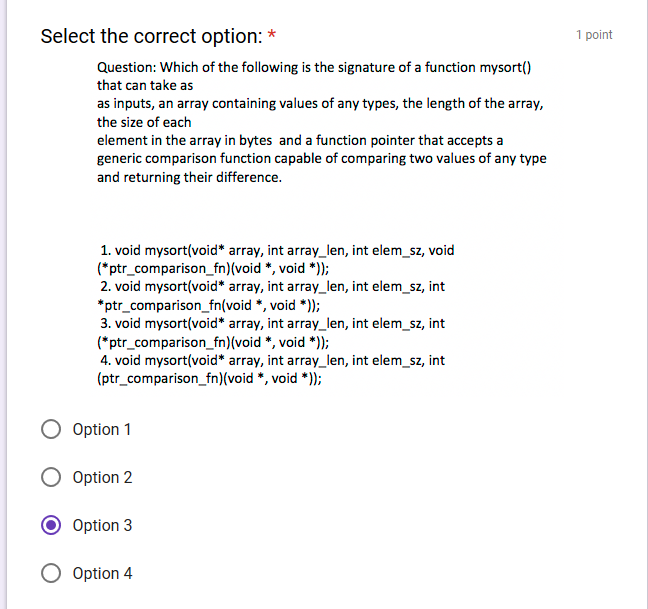 Select the correct option: *
1 point
Question: Which of the following is the signature of a function mysort()
that can take as
as inputs, an array containing values of any types, the length of the array,
the size of each
element in the array in bytes and a function pointer that accepts a
generic comparison function capable of comparing two values of any type
and returning their difference.
1. void mysort(void* array, int array_len, int elem_sz, void
(*ptr_comparison_fn)(void *, void *));
2. void mysort(void* array, int array_len, int elem_sz, int
*ptr_comparison_fn(void *, void *));
3. void mysort(void* array, int array_len, int elem_sz, int
(*ptr_comparison_fn)(void *, void *));
4. void mysort(void* array, int array_len, int elem_sz, int
(ptr_comparison_fn)(void *, void *));
Option 1
Option 2
Option 3
Option 4